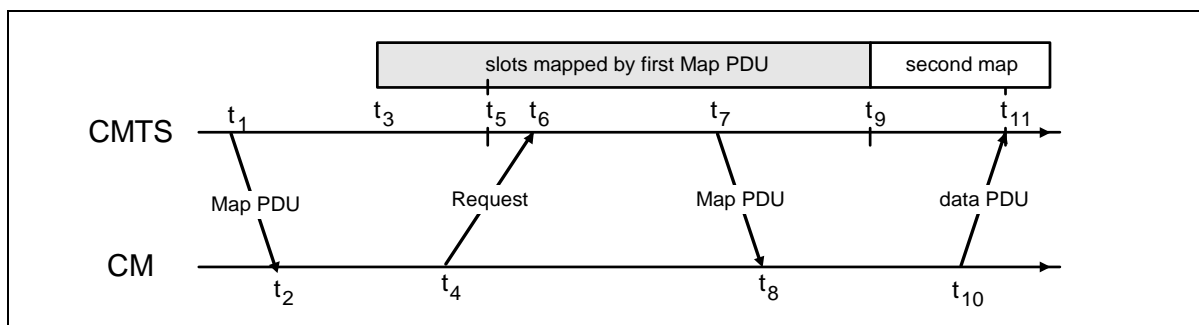 slots mapped by first Map PDU second map
t1 t3 t5 t6 t7 t9 t11
CMTS
Map PDU Request Map PDU data PDU
CM
t2 t4 t8 t10